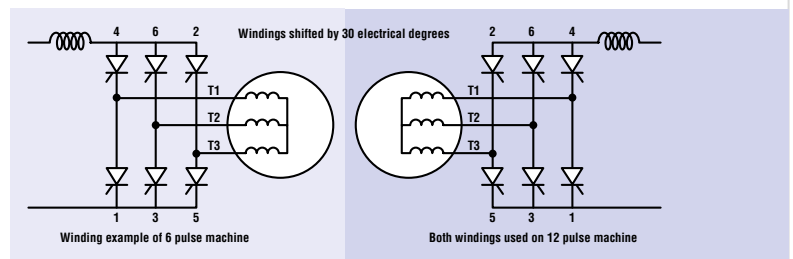 4 6 2 Windings shifted by 30 electrical degrees 2 6 4
T1 T1
T2 T2
T3 T3
1 3 5 5 3 1
Winding example of 6 pulse machine Both windings used on 12 pulse machine